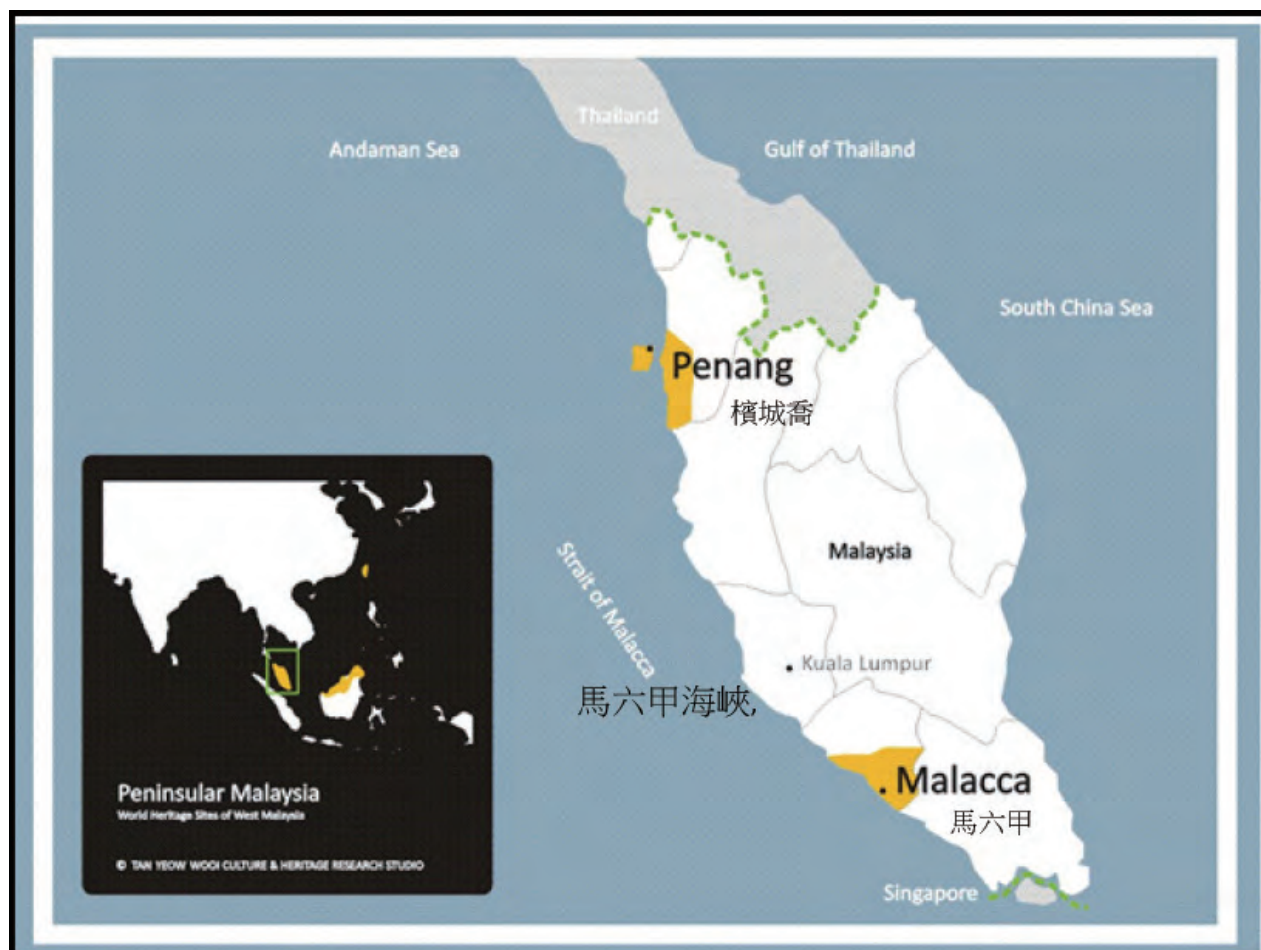 Thailand
Andaman Sea
Gulf of Thailand
South China Sea
Penang
檳城喬
Malaysia
Strait of Malacca
Kuala Lumpur
馬六甲海峽,
Malacca
馬六甲
Singapore
Peninsular Malaysia
World Heritage Sites of West Malaysia
© TAN YEOW WOOI CULTURE & HERITAGE RESEARCH STUDIO